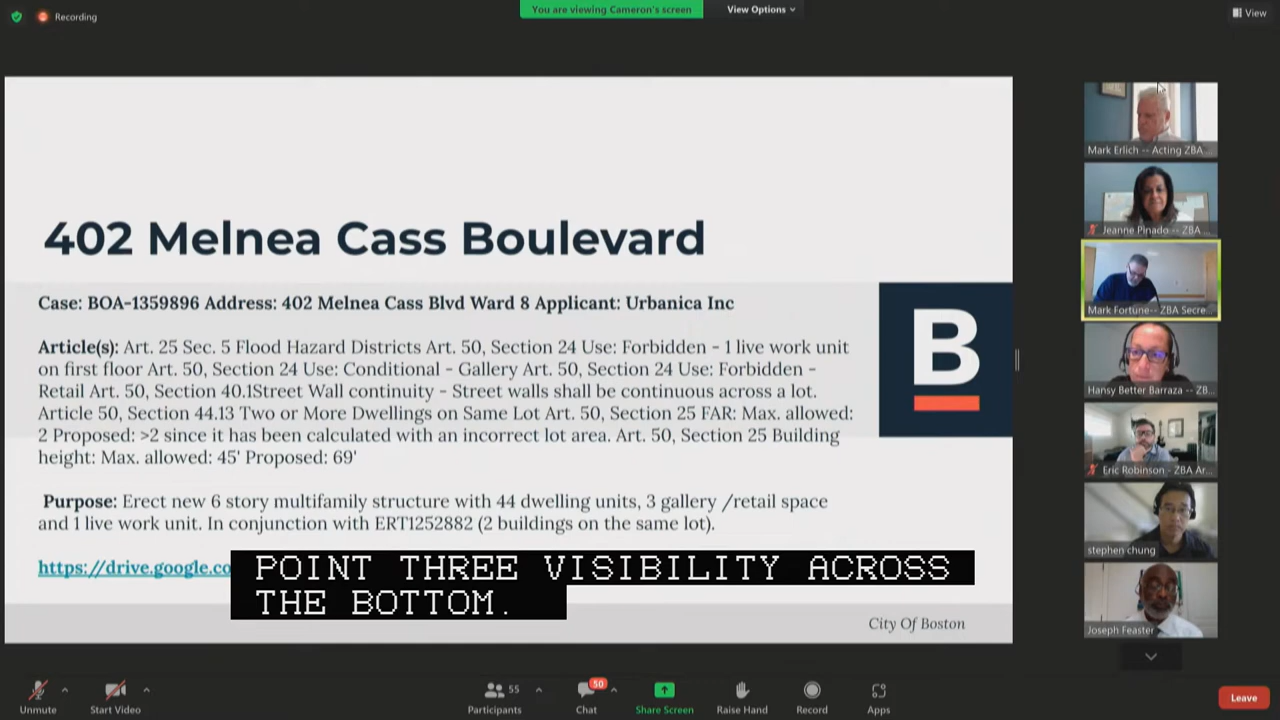 Recording
You are viewing Cameron's screen
View Options
View
402 Melnea Cass Boulevard
Case: BOA-1359896 Address: 402 Melnea Cass Blvd Ward 8 Applicant: Urbanica Inc
Article(s): Art. 25 Sec. 5 Flood Hazard Districts Art. 50, Section 24 Use: Forbidden - 1 live work unit
on first floor Art. 50, Section 24 Use: Conditional - Gallery Art. 50, Section 24 Use: Forbidden -
Retail Art. 50, Section 40.1Street Wall continuity - Street walls shall be continuous across a lot.
Article 50, Section 44.13 Two or More Dwellings on Same Lot Art. 50, Section 25 FAR: Max. allowed:
2 Proposed: >2 since it has been calculated with an incorrect lot area. Art. 50, Section 25 Building
height: Max. allowed: 45' Proposed: 69'
Purpose: Erect new 6 story multifamily structure with 44 dwelling units, 3 gallery /retail space
and 1 live work unit. In conjunction with ERT1252882 (2 buildings on the same lot).
https://drive.google.co
POINT THREE VISIBILITY ACROSS
THE BOTTOM.
B
City Of Boston
Mark Erlich -- Acting ZBA ...
Jeanne Pinado -- ZBA ...
Mark Fortune-- ZBA Secre...
Hansy Better Barraza -- ZB...
Eric Robinson - ZBA Ar...
stephen chung
Joseph Feaster
Unmute
Start Video
55
Participants
50
Chat
Share Screen
Raise Hand
Record
Apps
Leave